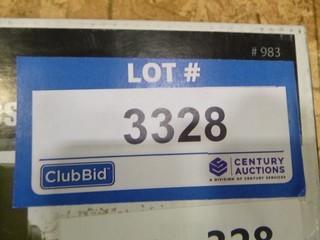 # 983
LOT #
3328
ClubBid
CENTURY
AUCTIONS
A DIVISION OF CENTURY SERVICES